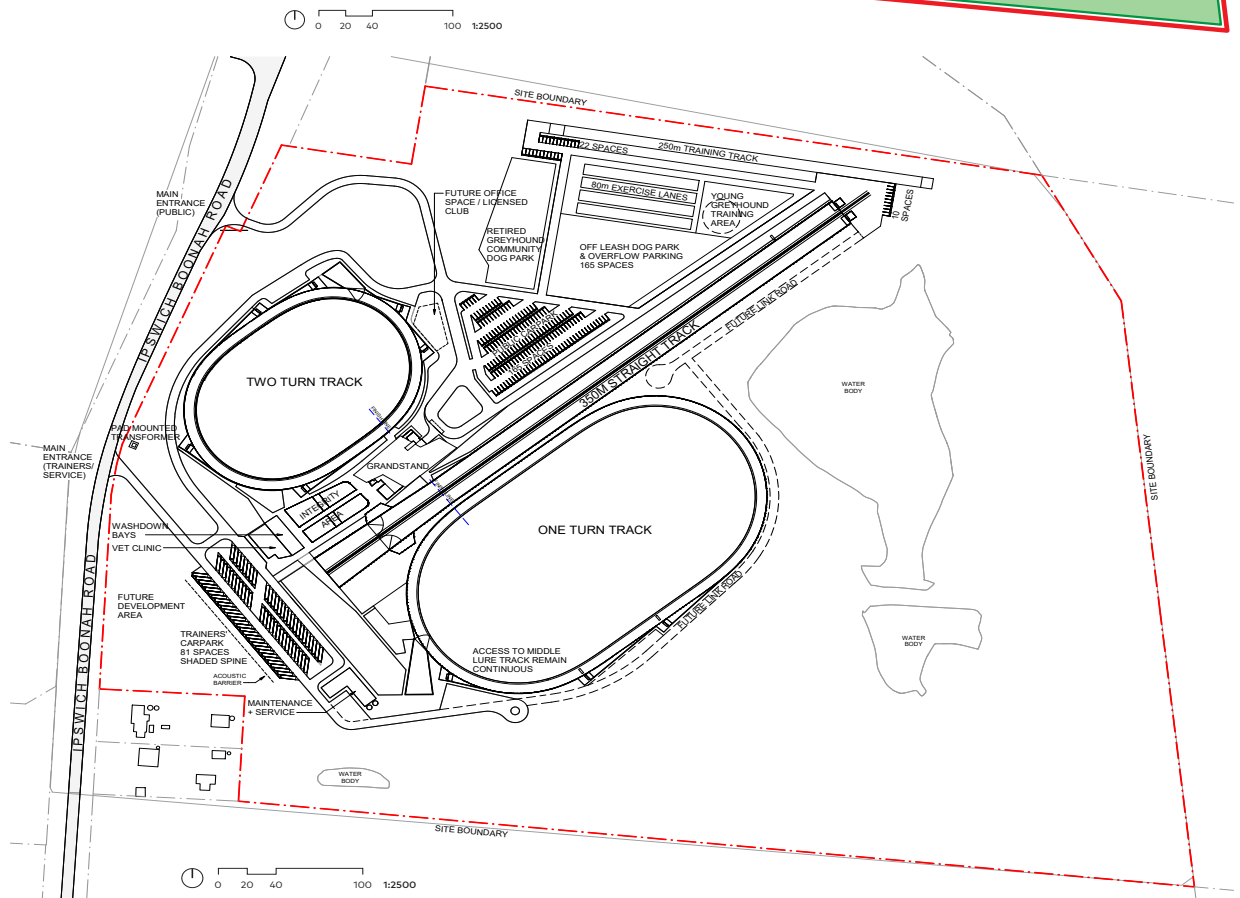 0 20 40 100 1:2500
SITE BOUNDARY
22 SPACES
250m TRAINING TRACK
80m EXERCISE LANES
YOUNG
GREYHOUND
TRAINING
AREA
10
SPACES
MAIN
ENTRANCE
(PUBLIC)
IPSWICH BOONAH ROAD
FUTURE OFFICE
SPACE / LICENSED
CLUB
RETIRED
GREYHOUND
COMMUNITY
DOG PARK
OFF LEASH DOG PARK
& OVERFLOW PARKING
165 SPACES
FUTURE LINK ROAD
350M STRAIGHT TRACK
TWO TURN TRACK
WATER
BODY
PAD MOUNTED
TRANSFORMER
MAIN
ENTRANCE
(TRAINERS/
SERVICE)
GRANDSTAND
SITE BOUNDARY
INTEGRITY
AREA
WASHDOWN
BAYS
VET CLINIC
ONE TURN TRACK
IPSWICH BOONAH ROAD
FUTURE
DEVELOPMENT
AREA
FUTURE LINK ROAD
TRAINERS'
CARPARK
81 SPACES
SHADED SPINE
ACOUSTIC
BARRIER
ACCESS TO MIDDLE
LURE TRACK REMAIN
CONTINUOUS
WATER
BODY
MAINTENANCE
+ SERVICE
WATER
BODY
SITE BOUNDARY
0 20 40 100 1:2500